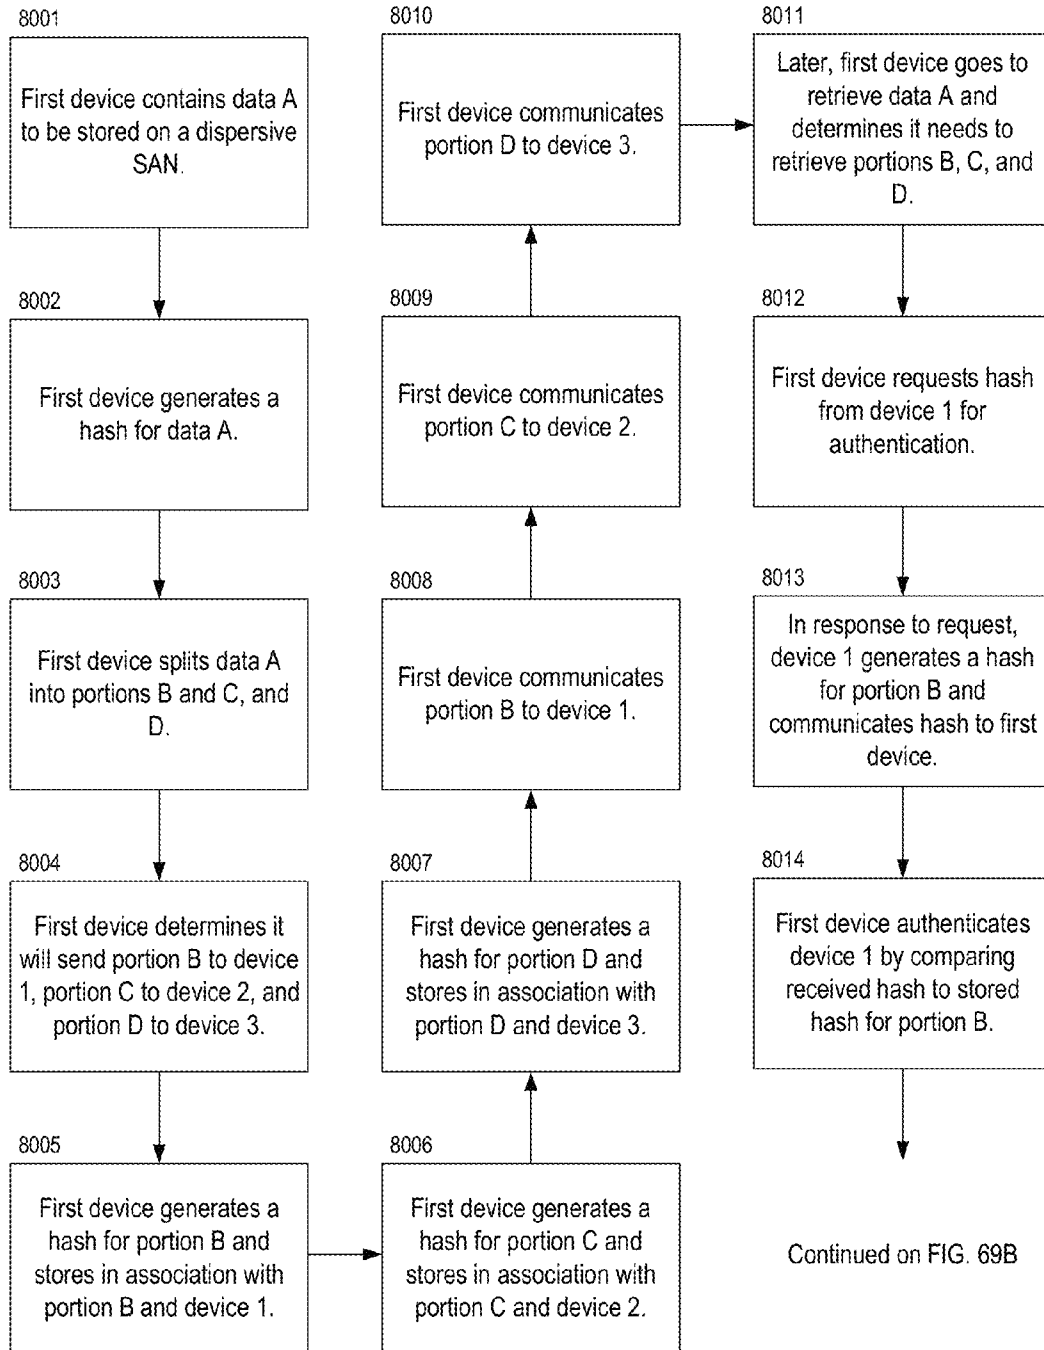 8001
First device contains data A
to be stored on a dispersive
SAN.
8002
First device generates a
hash for data A.
8003
First device splits data A
into portions B and C, and
D.
8004
First device determines it
will send portion B to device
1, portion C to device 2, and
portion D to device 3.
8005
First device generates a
hash for portion B and
stores in association with
portion B and device 1.
8006
First device generates a
hash for portion C and
stores in association with
portion C and device 2.
8007
First device generates a
hash for portion D and
stores in association with
portion D and device 3.
8008
First device communicates
portion B to device 1.
8009
First device communicates
portion C to device 2.
8010
First device communicates
portion D to device 3.
8011
Later, first device goes to
retrieve data A and
determines it needs to
retrieve portions B, C, and
D.
8012
First device requests hash
from device 1 for
authentication.
8013
In response to request,
device 1 generates a hash
for portion B and
communicates hash to first
device.
8014
First device authenticates
device 1 by comparing
received hash to stored
hash for portion B.
Continued on FIG. 69B